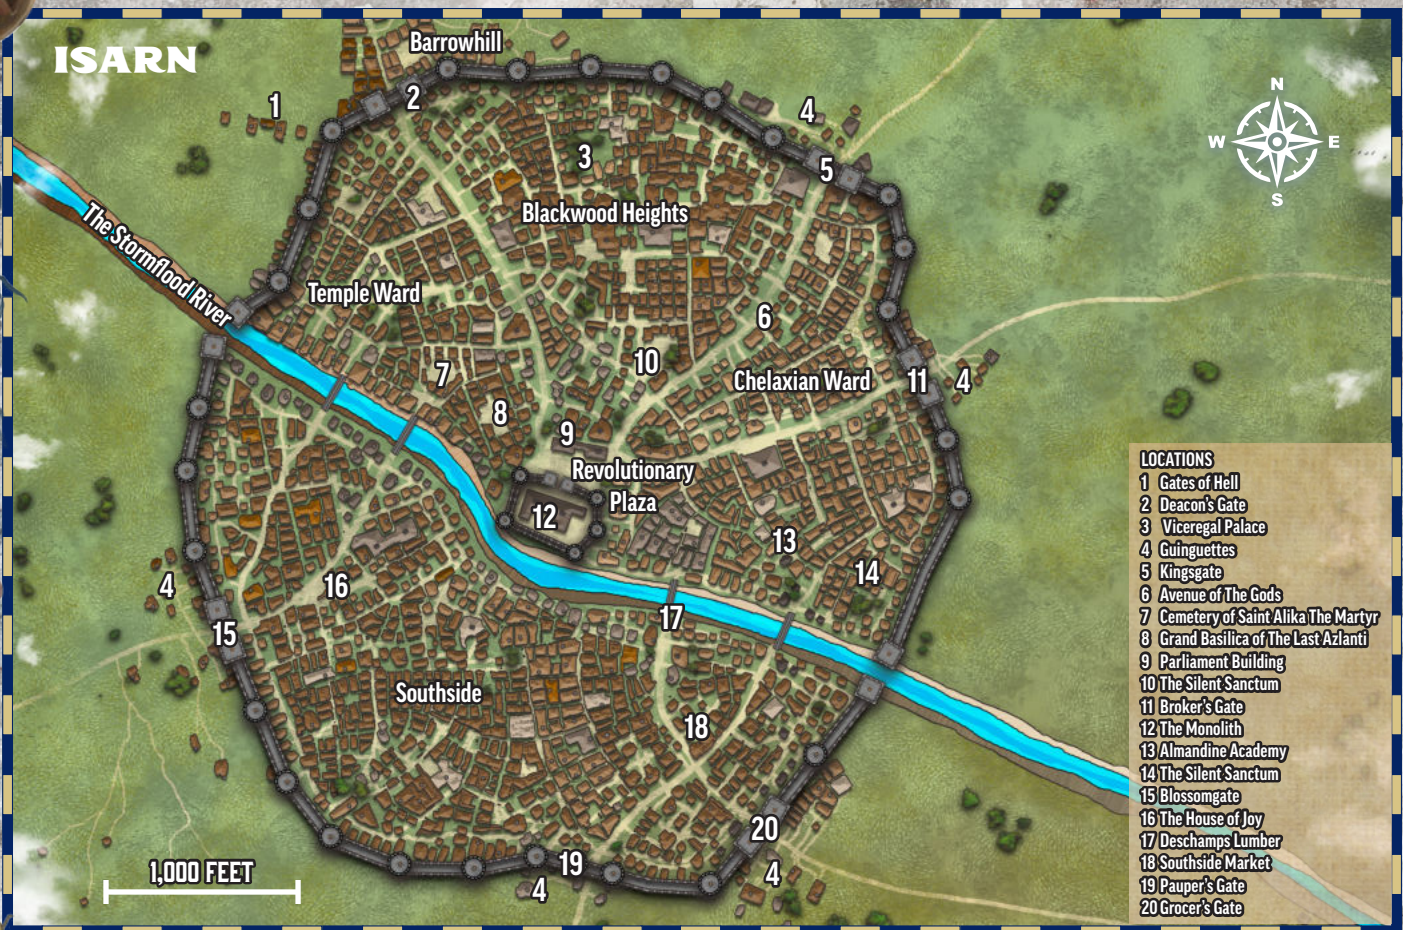 ISARN
Barrowhill
1
2
4
N
W E
S
3
5
Blackwood Heights
The Stormflood River
Temple Ward
6
10
7
Chelaxian Ward
11
4
8
9
Revolutionary
Plaza
12
13
14
4
16
15
17
Southside
18
20
19
4
4
1,000 FEET
LOCATIONS
1 Gates of Hell
2 Deacon's Gate
3 Viceregal Palace
4 Guinguettes
5 Kingsgate
6 Avenue of The Gods
7 Cemetery of Saint Alika The Martyr
8 Grand Basilica of The Last Azlanti
9 Parliament Building
10 The Silent Sanctum
11 Broker's Gate
12 The Monolith
13 Almandine Academy
14 The Silent Sanctum
15 Blossomgate
16 The House of Joy
17 Deschamps Lumber
18 Southside Market
19 Pauper's Gate
20 Grocer's Gate